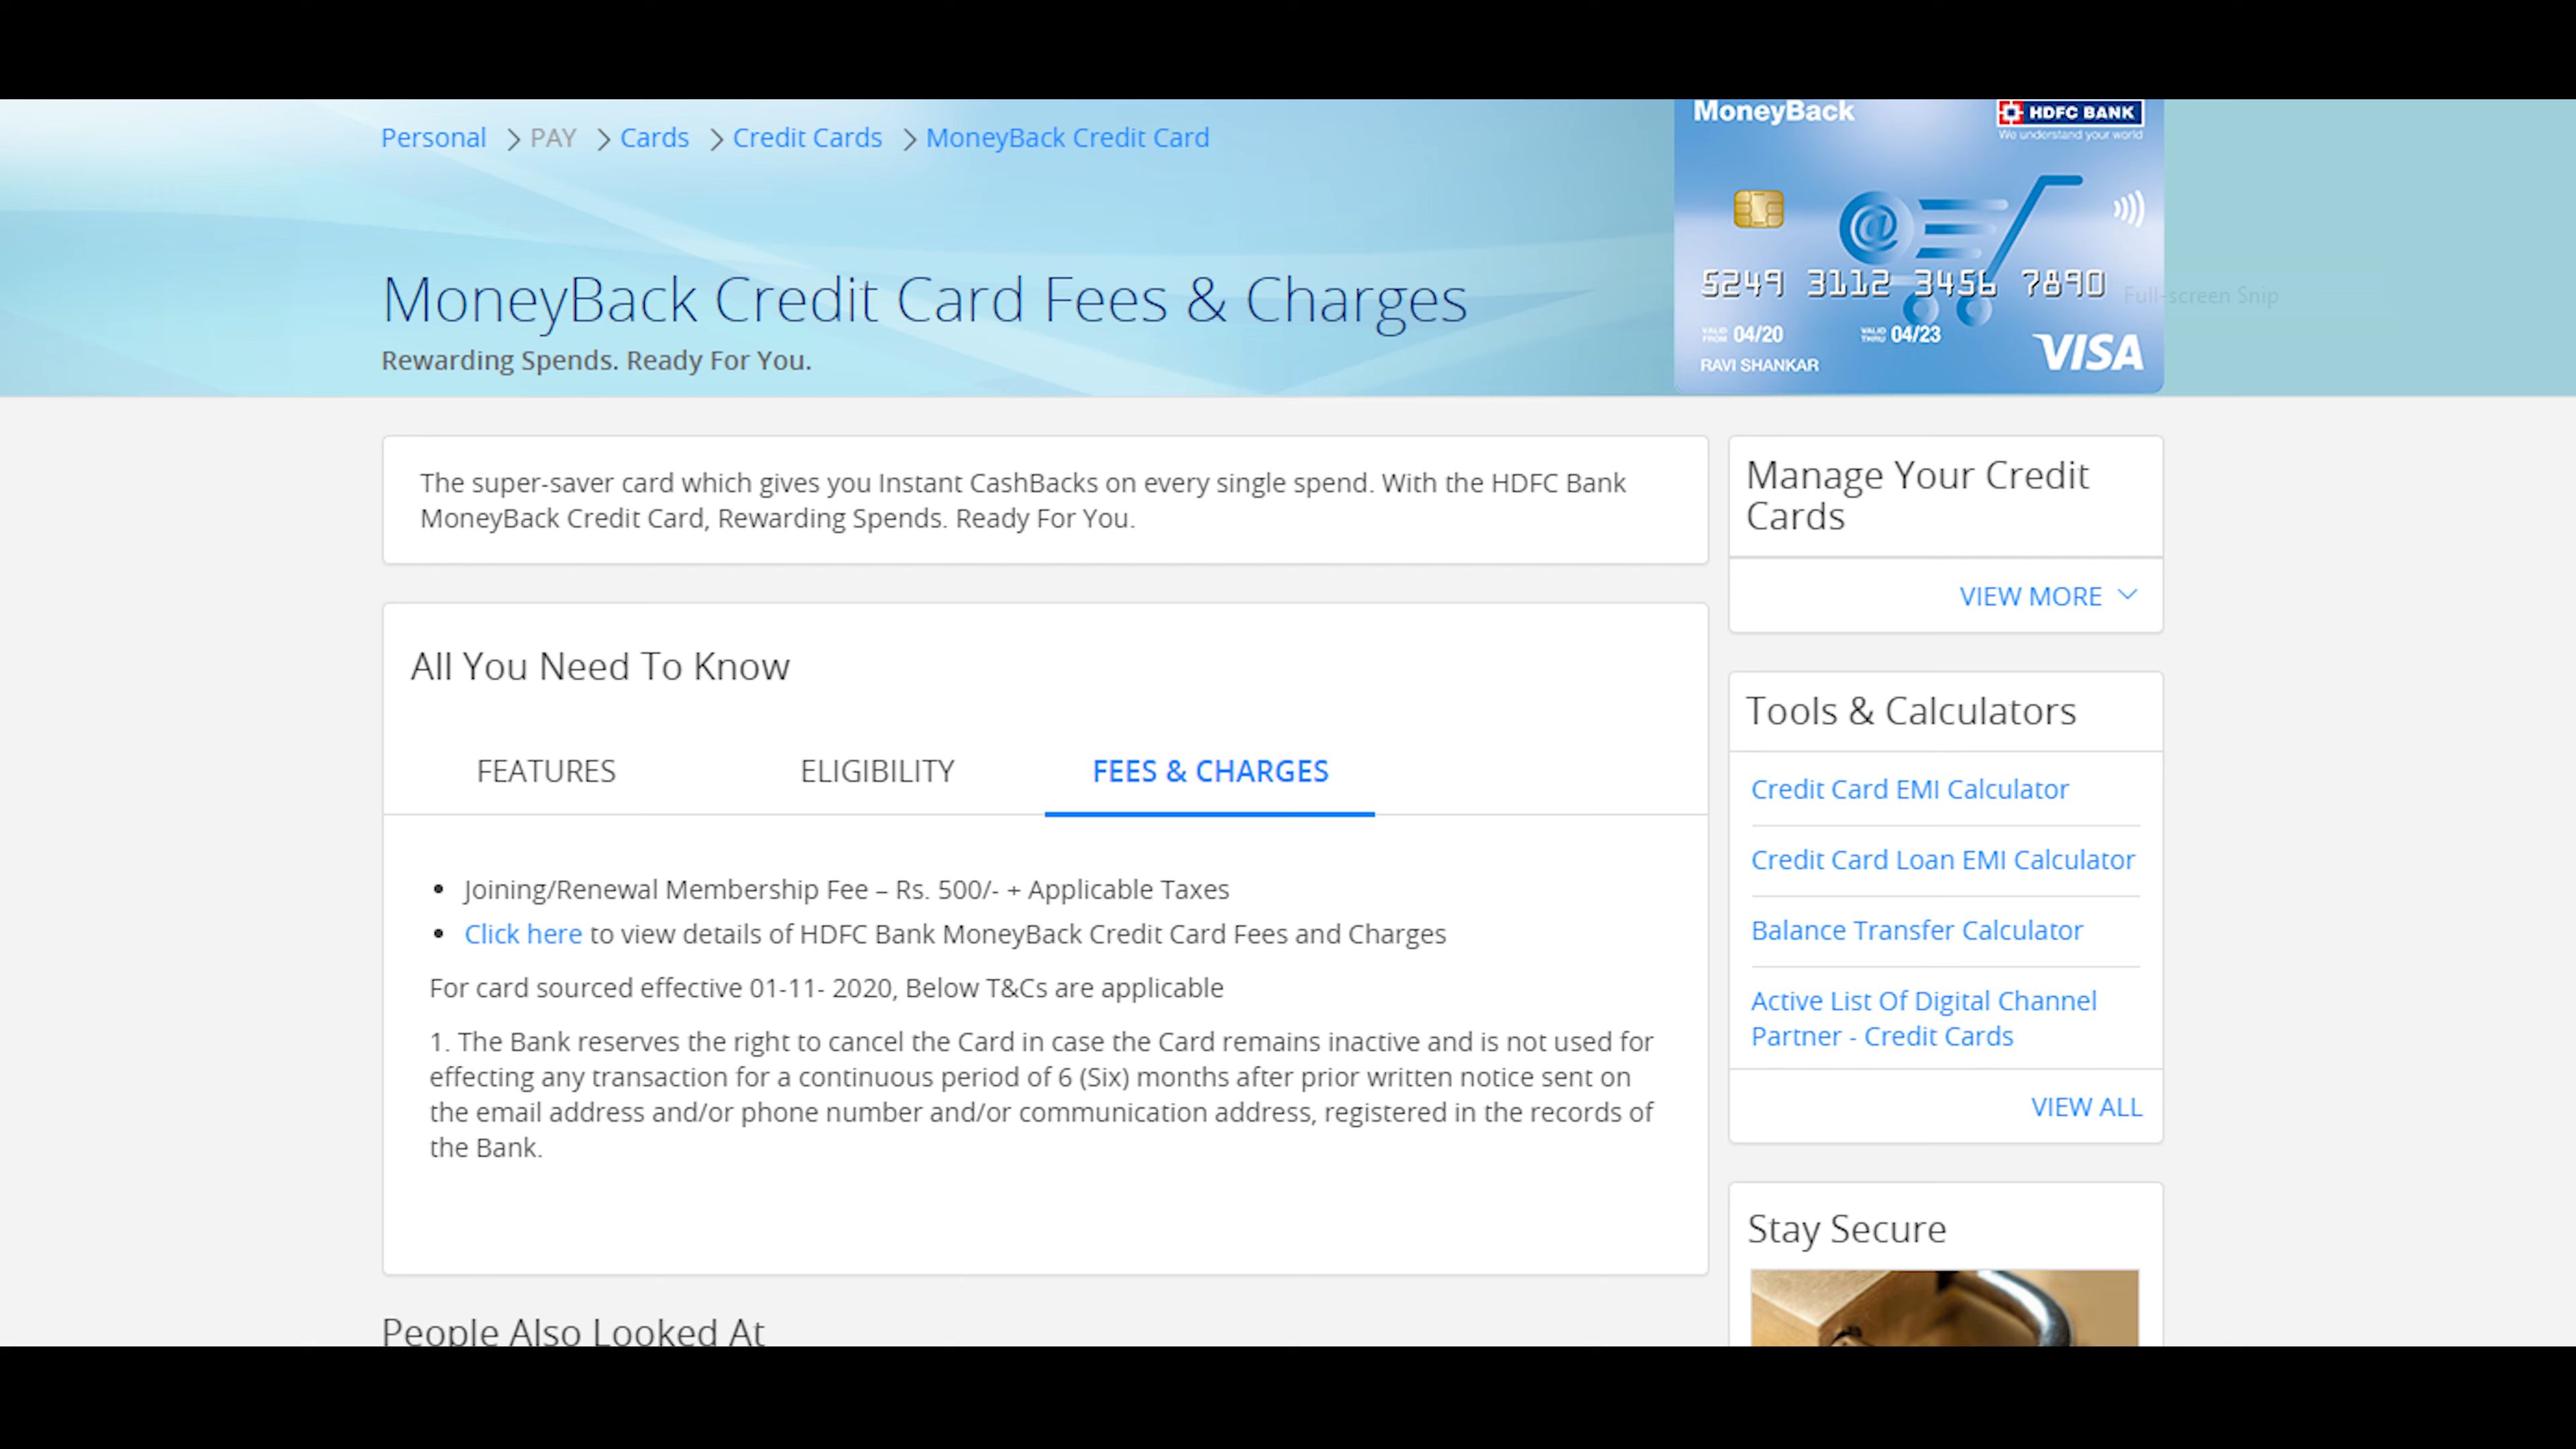 Personal > PAY > Cards > Credit Cards > MoneyBack Credit Card
MoneyBack Credit Card Fees & Charges
Rewarding Spends. Ready For You.
MoneyBack
HDFC BANK
We understand your world
5249 3112 3456 7890
VALID FROM 04/20 VALID THRU 04/23
RAVI SHANKAR
VISA
Full-screen Snip
The super-saver card which gives you Instant CashBacks on every single spend. With the HDFC Bank
MoneyBack Credit Card, Rewarding Spends. Ready For You.
All You Need To Know
FEATURES ELIGIBILITY FEES & CHARGES
• Joining/Renewal Membership Fee – Rs. 500/- + Applicable Taxes
• Click here to view details of HDFC Bank MoneyBack Credit Card Fees and Charges
For card sourced effective 01-11- 2020, Below T&Cs are applicable
1. The Bank reserves the right to cancel the Card in case the Card remains inactive and is not used for
effecting any transaction for a continuous period of 6 (Six) months after prior written notice sent on
the email address and/or phone number and/or communication address, registered in the records of
the Bank.
People Also Looked At
Manage Your Credit
Cards
VIEW MORE
Tools & Calculators
Credit Card EMI Calculator
Credit Card Loan EMI Calculator
Balance Transfer Calculator
Active List Of Digital Channel
Partner - Credit Cards
VIEW ALL
Stay Secure